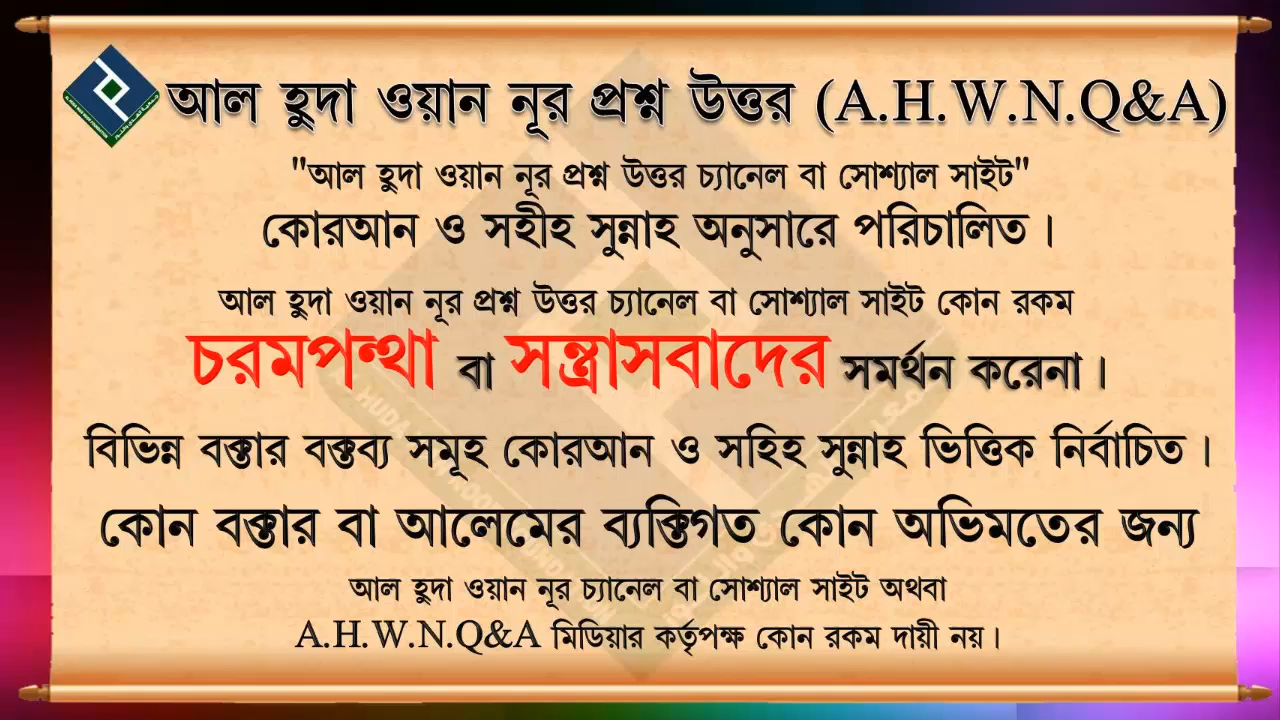 আল হুদা ওয়ান নূর প্রশ্ন উত্তর (A.H.W.N.Q&A)
"আল হুদা ওয়ান নূর প্রশ্ন উত্তর চ্যানেল বা সোশ্যাল সাইট"
কোরআন ও সহীহ সুন্নাহ অনুসারে পরিচালিত।
আল হুদা ওয়ান নূর প্রশ্ন উত্তর চ্যানেল বা সোশ্যাল সাইট কোন রকম
চরমপন্থা বা সন্ত্রাসবাদের সমর্থন করেনা।
বিভিন্ন বক্তার বক্তব্য সমূহ কোরআন ও সহিহ সুন্নাহ ভিত্তিক নির্বাচিত।
কোন বক্তার বা আলেমের ব্যক্তিগত কোন অভিমতের জন্য
আল হুদা ওয়ান নূর চ্যানেল বা সোশ্যাল সাইট অথবা
A.H.W.N.Q&A মিডিয়ার কর্তৃপক্ষ কোন রকম দায়ী নয়।